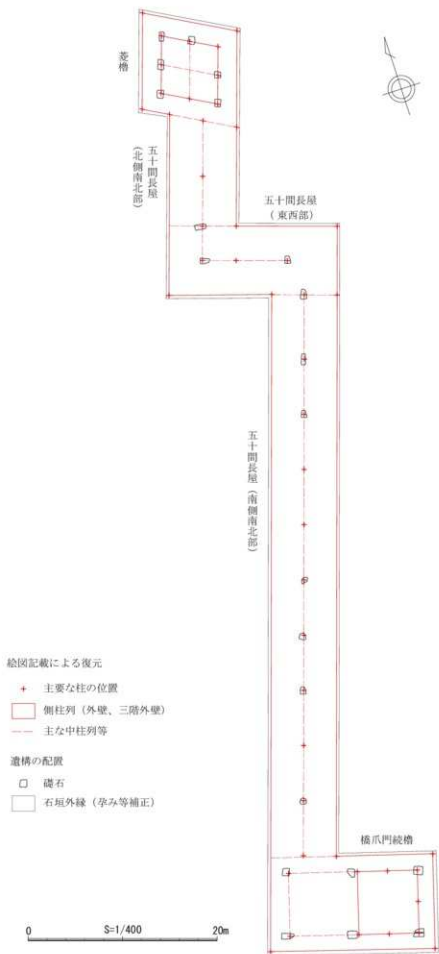 菱櫓
五十間長屋
(北側南北部)
五十間長屋
(東西部)
五十間長屋(南側南北部)
絵図記載による復元
主要な柱の位置
側柱列(外壁、三階外壁)
主な中柱列等
遺構の配置
礎石
石垣外縁(孕み等補正)
橋爪門続櫓
0 S=1/400 20m